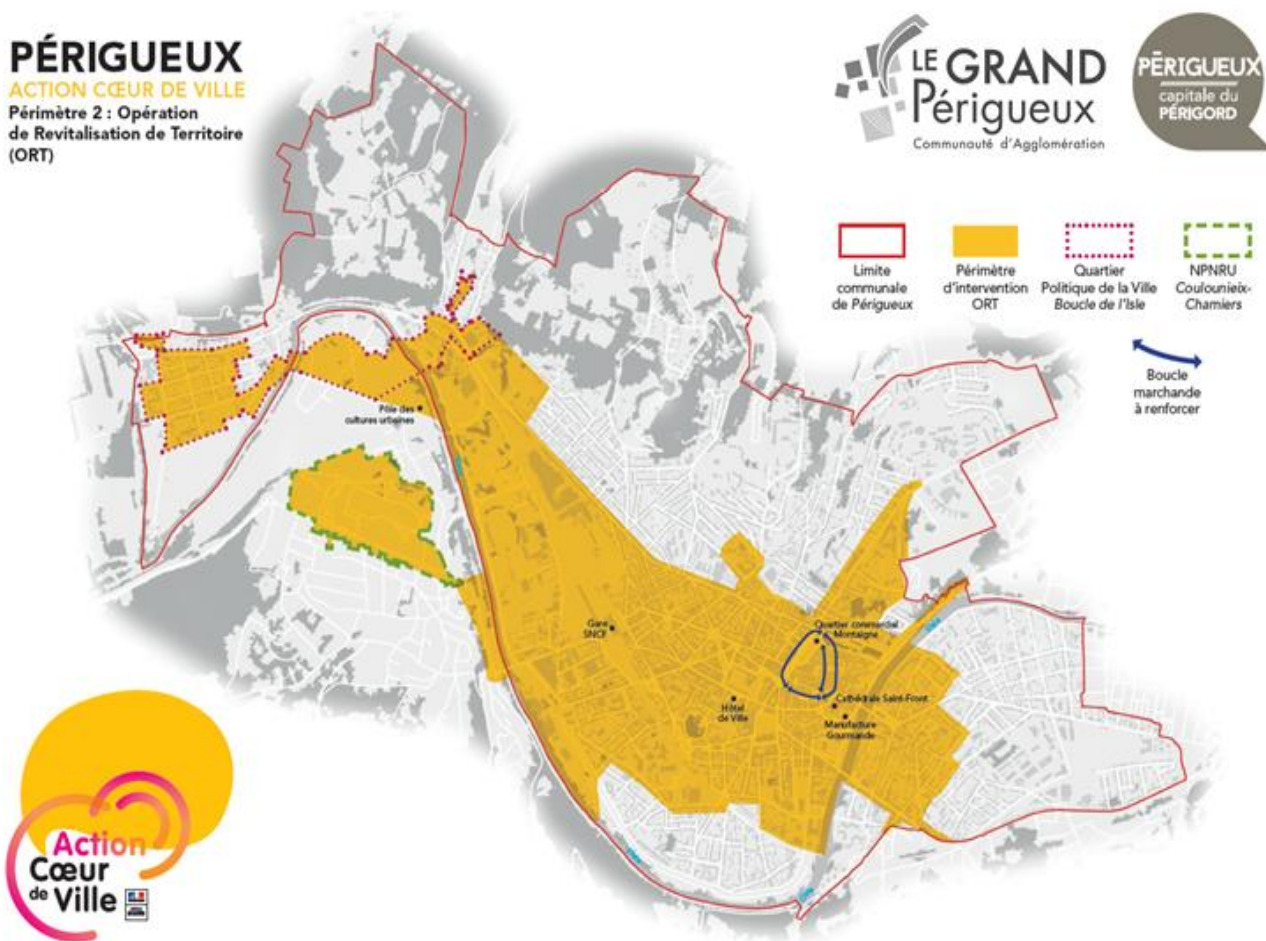 PÉRIGUEUX
ACTION CŒUR DE VILLE
Périmètre 2 : Opération
de Revitalisation de Territoire
(ORT)
LE GRAND
Périgueux
Communauté d'Agglomération
PÉRIGUEUX
capitale du
PÉRIGORD
Limite
communale
de Périgueux
Périmètre
d'intervention
ORT
Quartier
Politique de la Ville
Boucle de l'Isle
NPNRU
Coulounieix-
Chamiers
Boucle
marchande
à renforcer
Pôle des
cultures urbaines
Gare
SNCF
Quartier commercial
Montaigne
Cathédrale Saint-Front
Hôtel
de Ville
Manufacture
Gourmande
Action
Cœur
de Ville